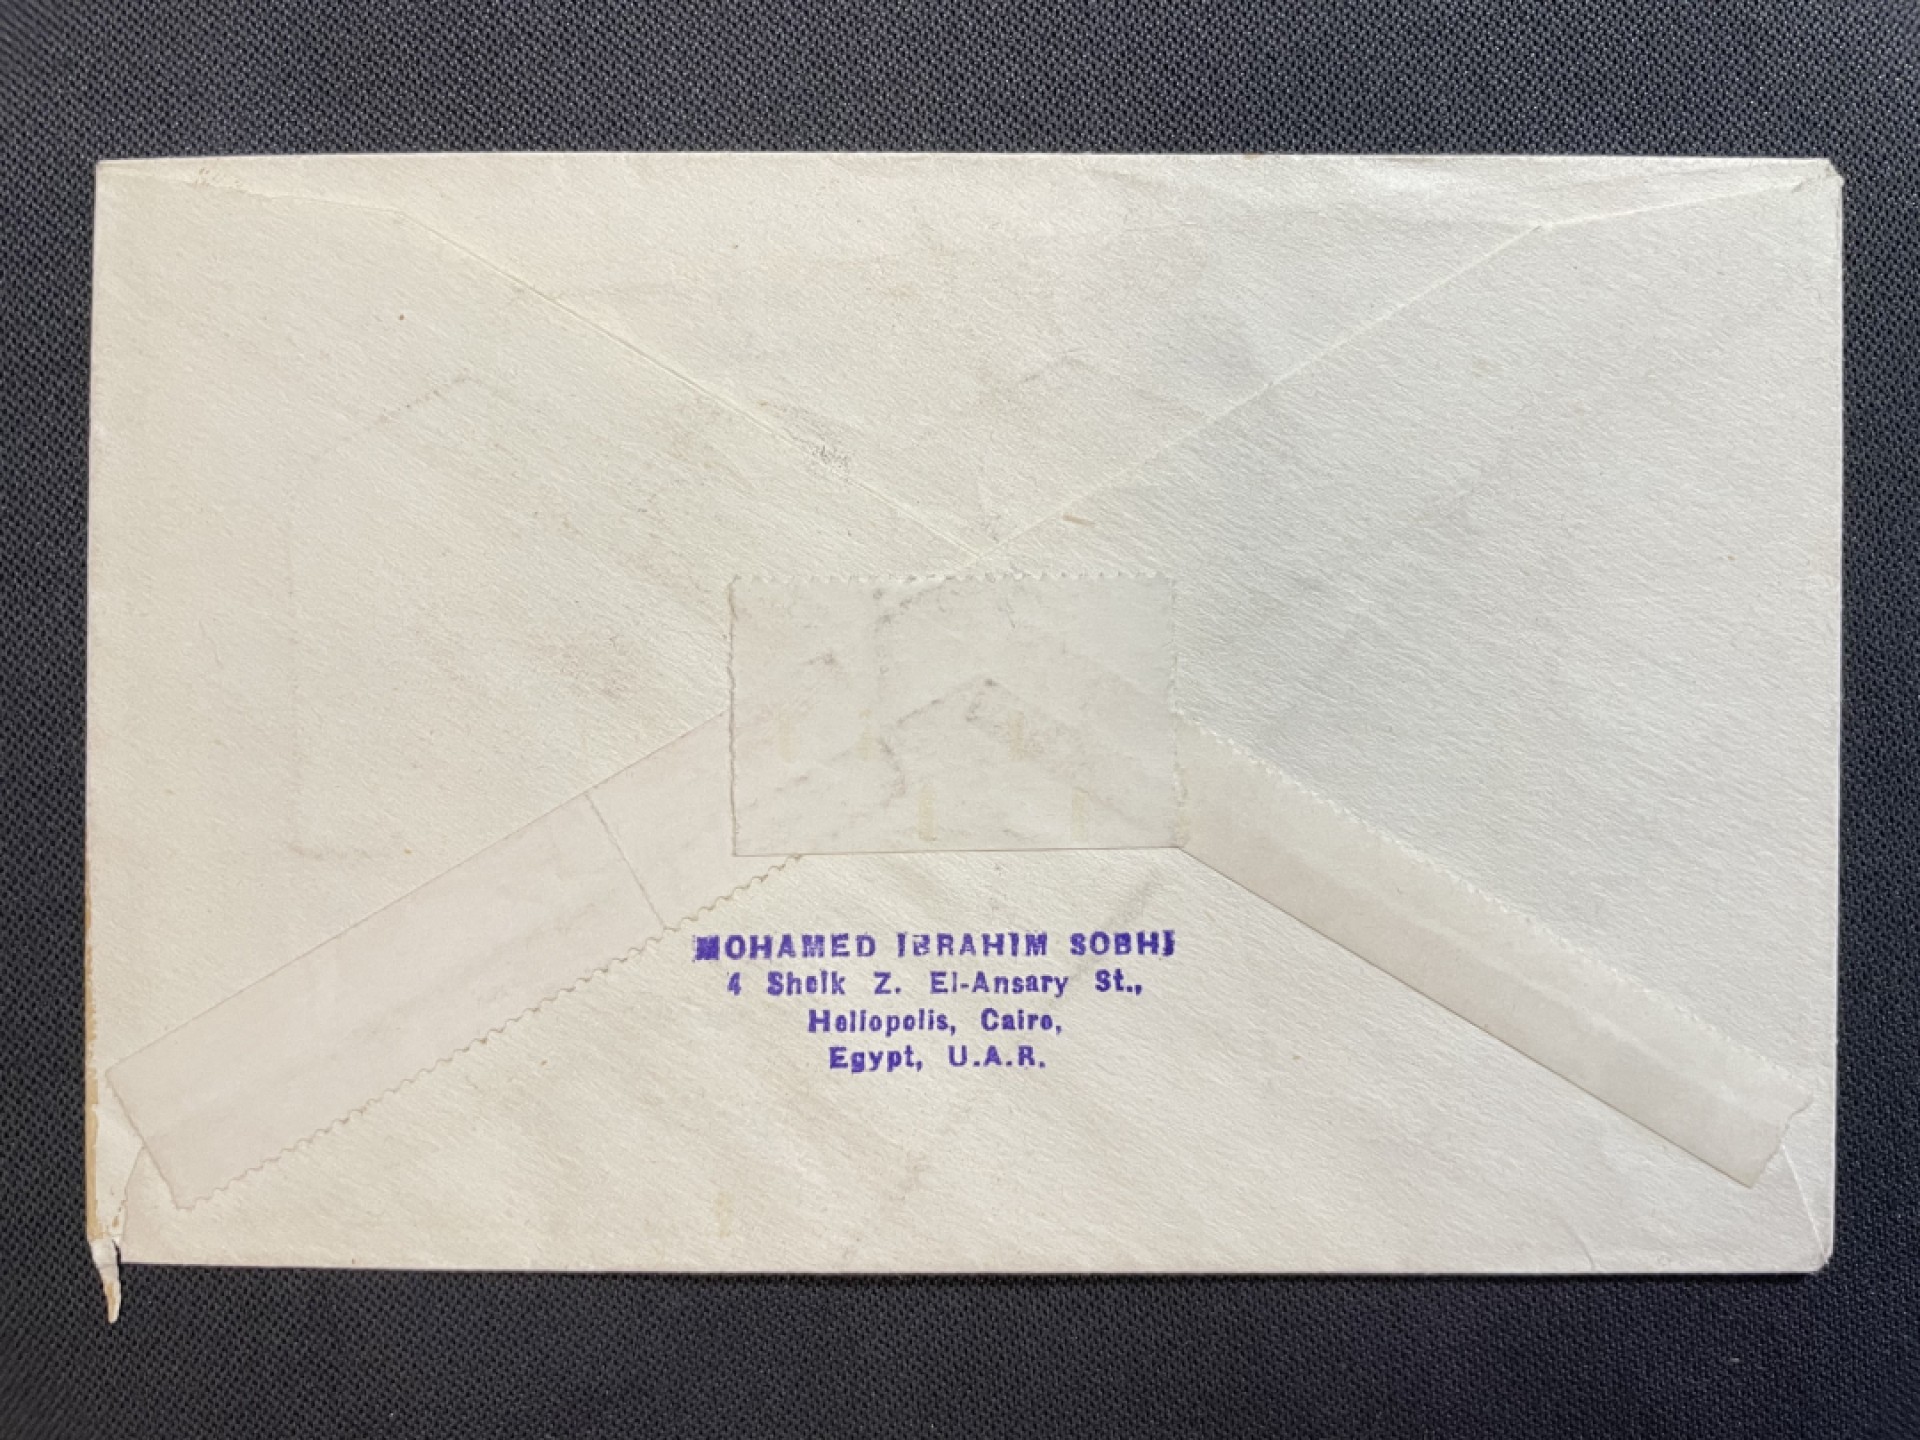 MOHAMED IBRAHIM SOBHI
4 Sheik Z. El-Ansary St.,
Heliopolis, Cairo,
Egypt, U.A.R.